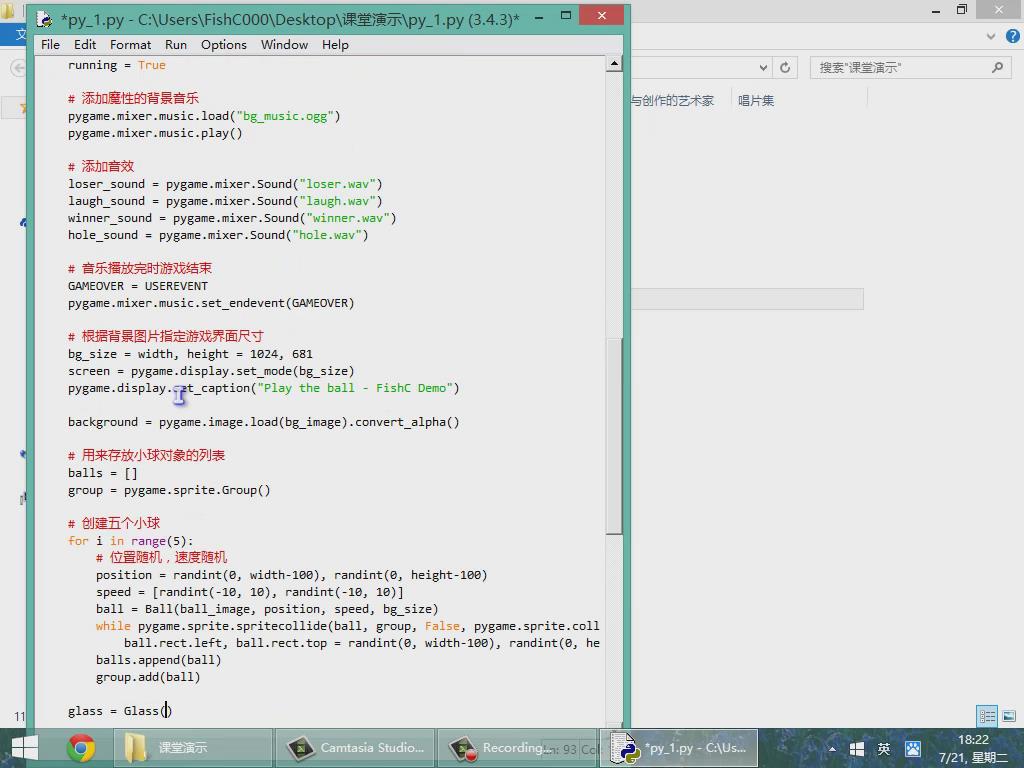 *py_1.py - C:\Users\FishC000\Desktop\课堂演示\py_1.py (3.4.3)*
File Edit Format Run Options Window Help
running = True
# 添加魔性的背景音乐
pygame.mixer.music.load("bg_music.ogg")
pygame.mixer.music.play()
# 添加音效
loser_sound = pygame.mixer.Sound("loser.wav")
laugh_sound = pygame.mixer.Sound("laugh.wav")
winner_sound = pygame.mixer.Sound("winner.wav")
hole_sound = pygame.mixer.Sound("hole.wav")
# 音乐播放完时游戏结束
GAMEOVER = USEREVENT
pygame.mixer.music.set_endevent(GAMEOVER)
# 根据背景图片指定游戏界面尺寸
bg_size = width, height = 1024, 681
screen = pygame.display.set_mode(bg_size)
pygame.display.set_caption("Play the ball - FishC Demo")
background = pygame.image.load(bg_image).convert_alpha()
# 用来存放小球对象的列表
balls = []
group = pygame.sprite.Group()
# 创建五个小球
for i in range(5):
# 位置随机，速度随机
position = randint(0, width-100), randint(0, height-100)
speed = [randint(-10, 10), randint(-10, 10)]
ball = Ball(ball_image, position, speed, bg_size)
while pygame.sprite.spritecollide(ball, group, False, pygame.sprite.coll
ball.rect.left, ball.rect.top = randint(0, width-100), randint(0, he
balls.append(ball)
group.add(ball)
glass = Glass()
搜索"课堂演示"
与创作的艺术家 唱片集
11
课堂演示
Camtasia Studio...
Recording...
Ln: 93 Col:
*py_1.py - C:\Us...
英
18:22
7/21, 星期二